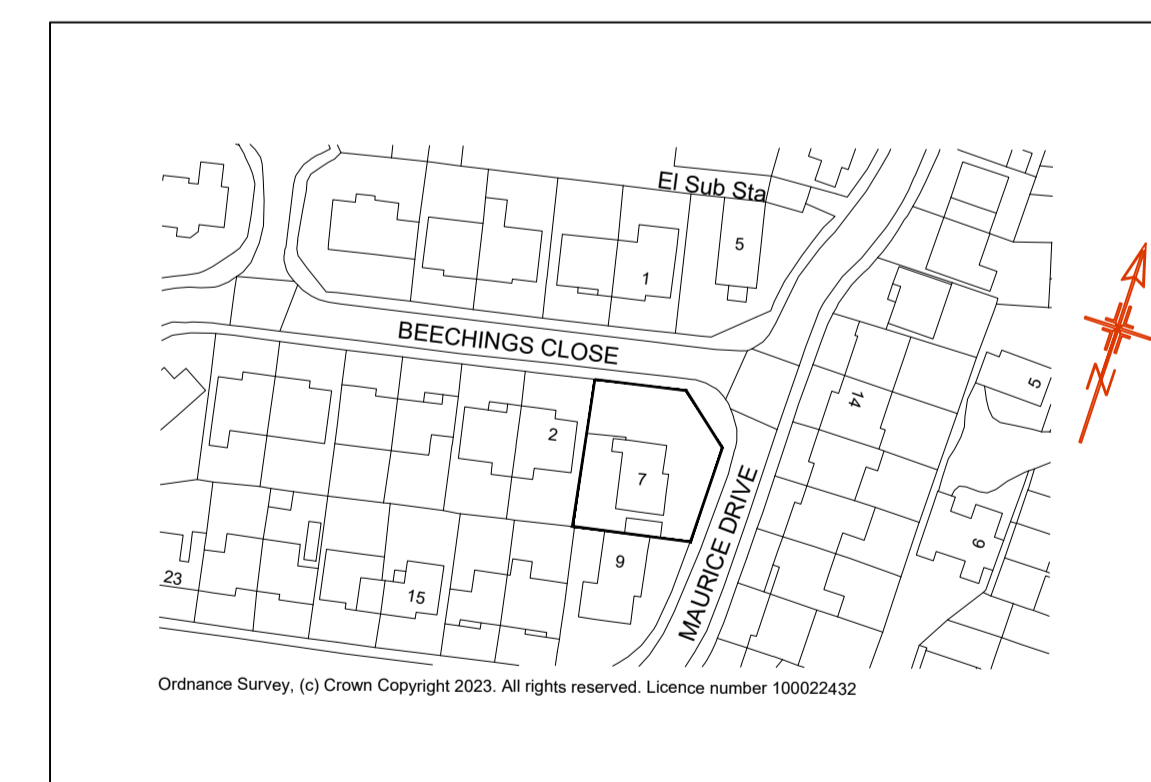 El Sub Sta
5
1
BEECHINGS CLOSE
14
5
2
7
MAURICE DRIVE
9
9
23
15
N
Ordnance Survey, (c) Crown Copyright 2023. All rights reserved. Licence number 100022432